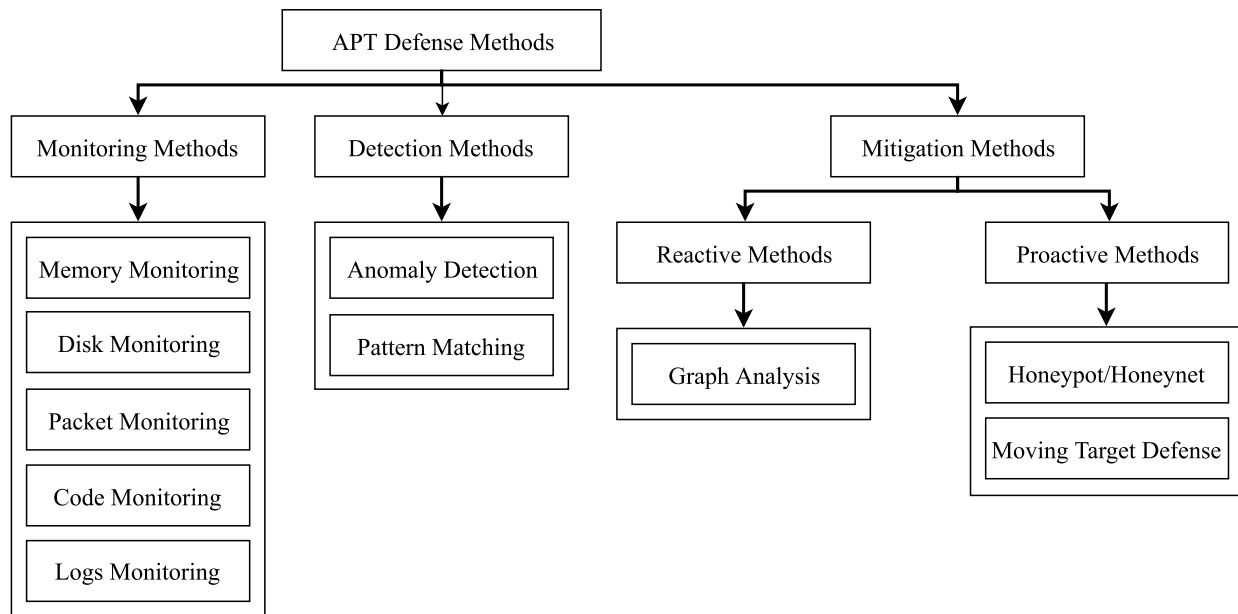 APT Defense Methods
Monitoring Methods
Detection Methods
Mitigation Methods
Reactive Methods
Proactive Methods
Memory Monitoring
Disk Monitoring
Packet Monitoring
Code Monitoring
Logs Monitoring
Anomaly Detection
Pattern Matching
Graph Analysis
Honeypot/Honeynet
Moving Target Defense